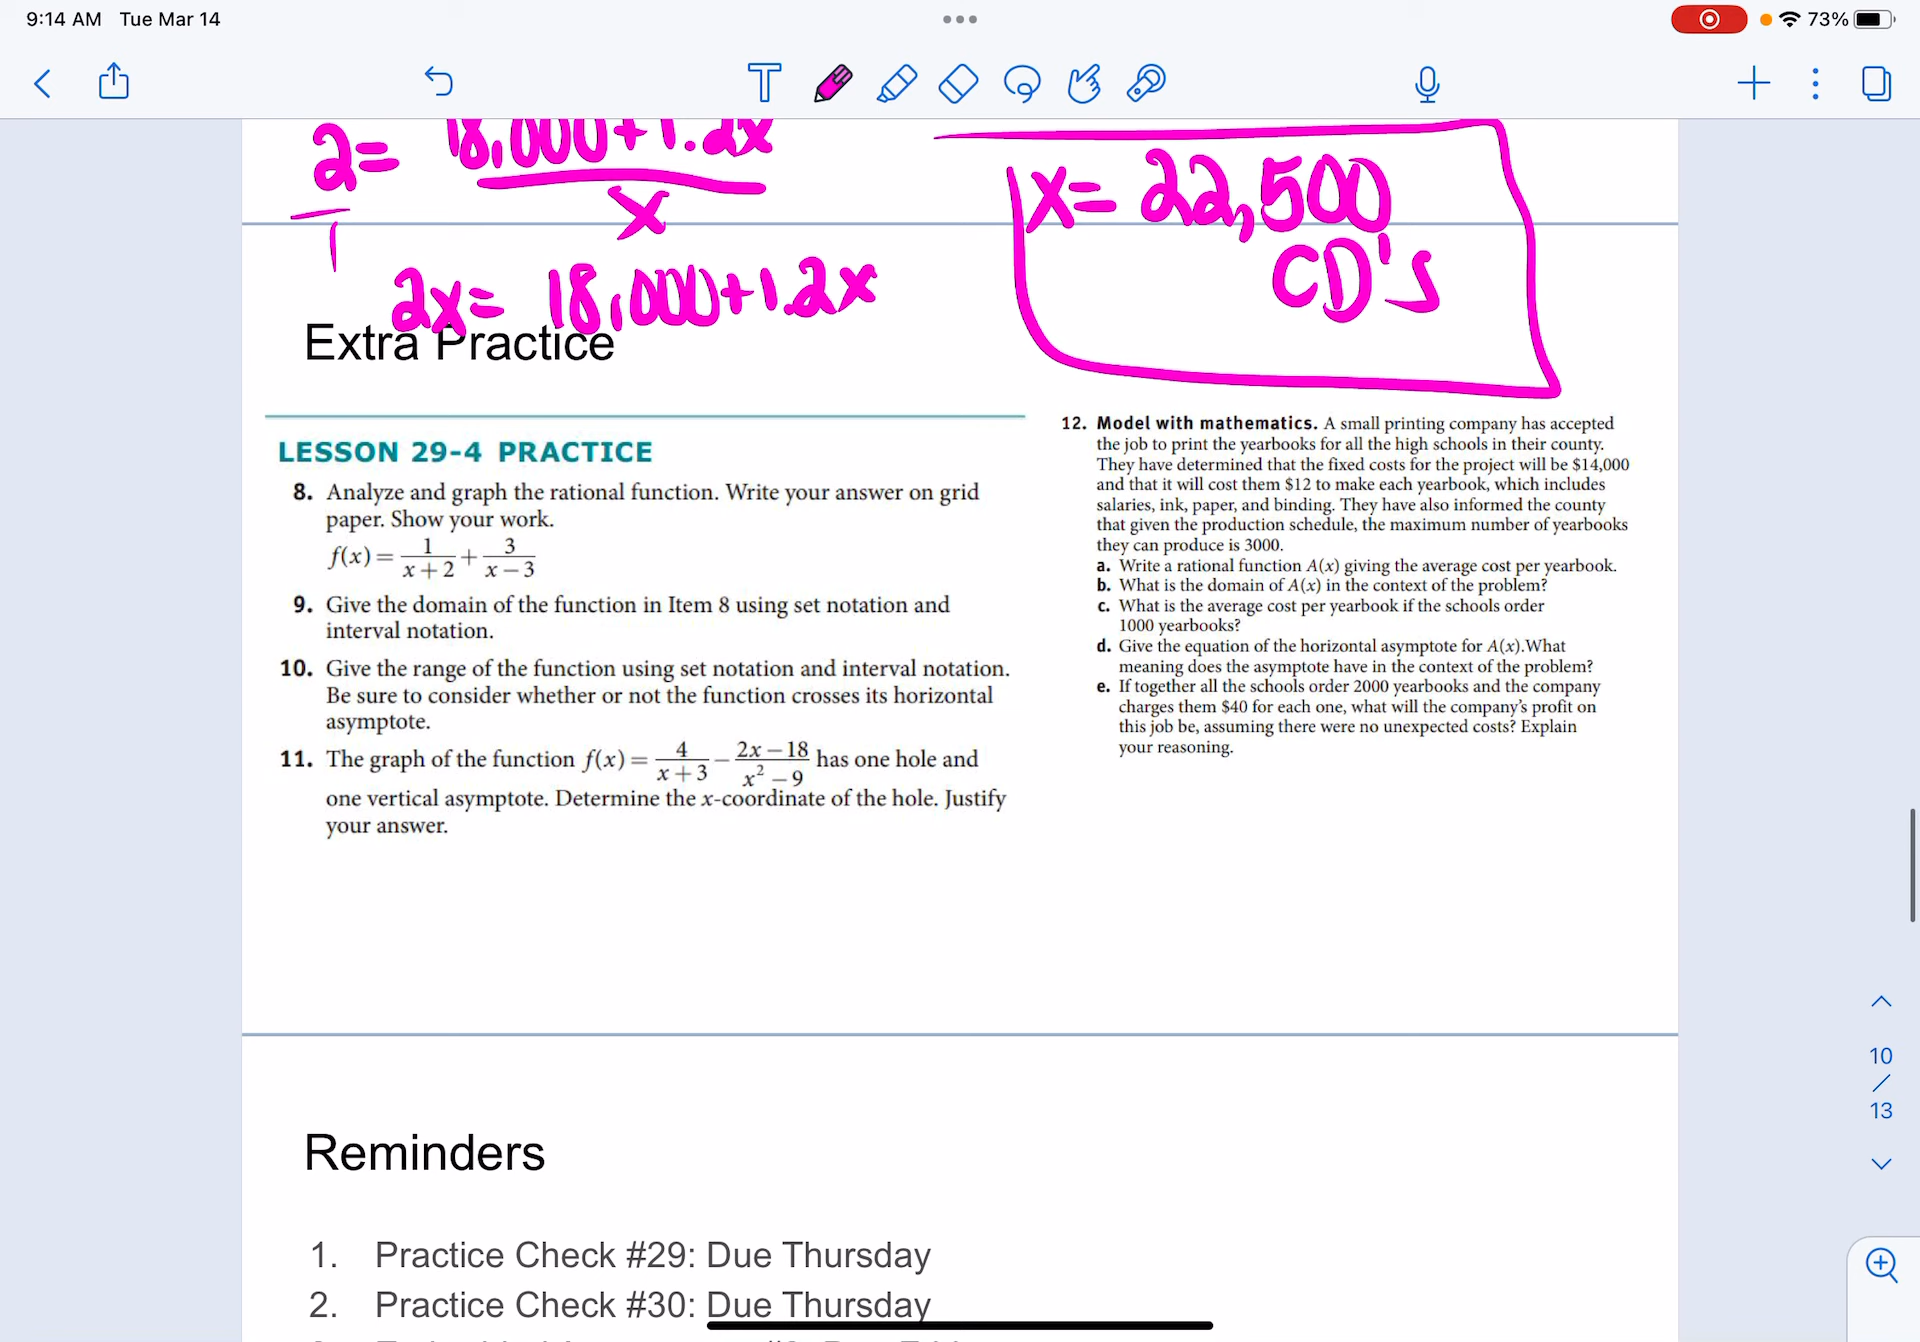 9:14 AM Tue Mar 14
73%
2= 18,000+1.2x
1 x
2x= 18,000+1.2x
x= 22,500
CD's
Extra Practice
LESSON 29-4 PRACTICE
8. Analyze and graph the rational function. Write your answer on grid
paper. Show your work.
f(x) = 1/(x + 2) + 3/(x − 3)
9. Give the domain of the function in Item 8 using set notation and
interval notation.
10. Give the range of the function using set notation and interval notation.
Be sure to consider whether or not the function crosses its horizontal
asymptote.
11. The graph of the function f(x) = 4/(x + 3) − (2x − 18)/(x² − 9) has one hole and
one vertical asymptote. Determine the x-coordinate of the hole. Justify
your answer.
12. Model with mathematics. A small printing company has accepted
the job to print the yearbooks for all the high schools in their county.
They have determined that the fixed costs for the project will be $14,000
and that it will cost them $12 to make each yearbook, which includes
salaries, ink, paper, and binding. They have also informed the county
that given the production schedule, the maximum number of yearbooks
they can produce is 3000.
a. Write a rational function A(x) giving the average cost per yearbook.
b. What is the domain of A(x) in the context of the problem?
c. What is the average cost per yearbook if the schools order
1000 yearbooks?
d. Give the equation of the horizontal asymptote for A(x).What
meaning does the asymptote have in the context of the problem?
e. If together all the schools order 2000 yearbooks and the company
charges them $40 for each one, what will the company's profit on
this job be, assuming there were no unexpected costs? Explain
your reasoning.
10
/
13
Reminders
1. Practice Check #29: Due Thursday
2. Practice Check #30: Due Thursday